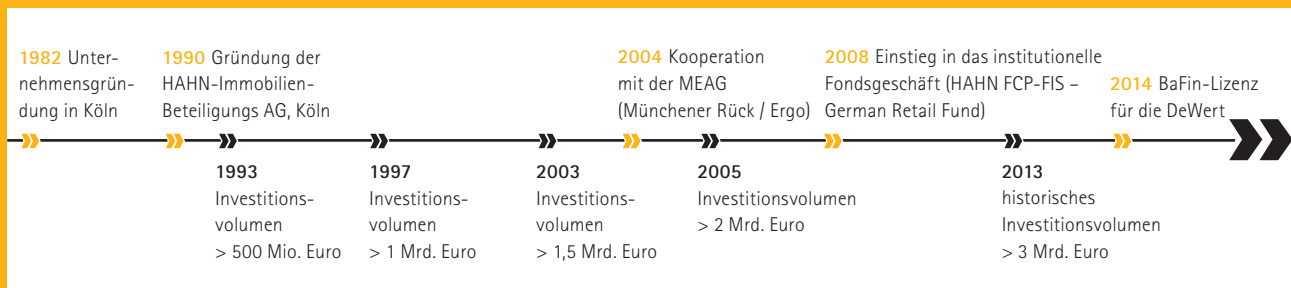 1982 Unter-
nehmensgrün-
dung in Köln
1990 Gründung der
HAHN-Immobilien-
Beteiligungs AG, Köln
2004 Kooperation
mit der MEAG
(Münchener Rück / Ergo)
2008 Einstieg in das institutionelle
Fondsgeschäft (HAHN FCP-FIS –
German Retail Fund)
2014 BaFin-Lizenz
für die DeWert
1993
Investitions-
volumen
> 500 Mio. Euro
1997
Investitions-
volumen
> 1 Mrd. Euro
2003
Investitions-
volumen
> 1,5 Mrd. Euro
2005
Investitionsvolumen
> 2 Mrd. Euro
2013
historisches
Investitionsvolumen
> 3 Mrd. Euro